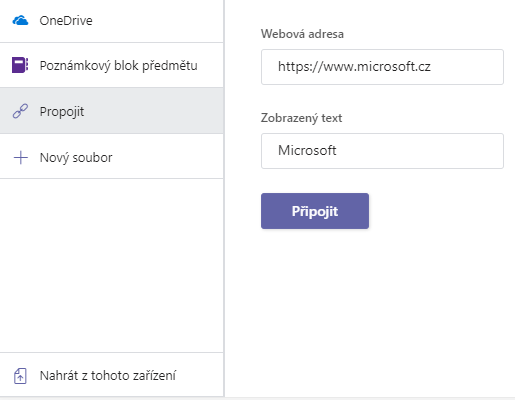 OneDrive
Poznámkový blok předmětu
Propojit
Nový soubor
Nahrát z tohoto zařízení
Webová adresa
https://www.microsoft.cz
Zobrazený text
Microsoft
Připojit